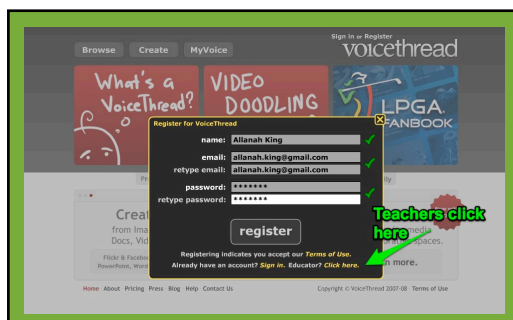 Sign in or Register
Browse Create MyVoice
voicethread
What's a VoiceThread?
VIDEO DOODLING
LPGA
FANBOOK
Register for VoiceThread
name: Allanah King
email: allanah.king@gmail.com
retype email: allanah.king@gmail.com
password: *******
retype password: *******
register
Registering indicates you accept our Terms of Use.
Already have an account? Sign in. Educator? Click here.
Teachers click
here
Creat
from Ima
Docs, Vid
media
spaces.
Flickr & Facebo
PowerPoint, Word
n more.
Home About Pricing Press Blog Help Contact Us
Copyright © VoiceThread 2007-08 Terms of Use